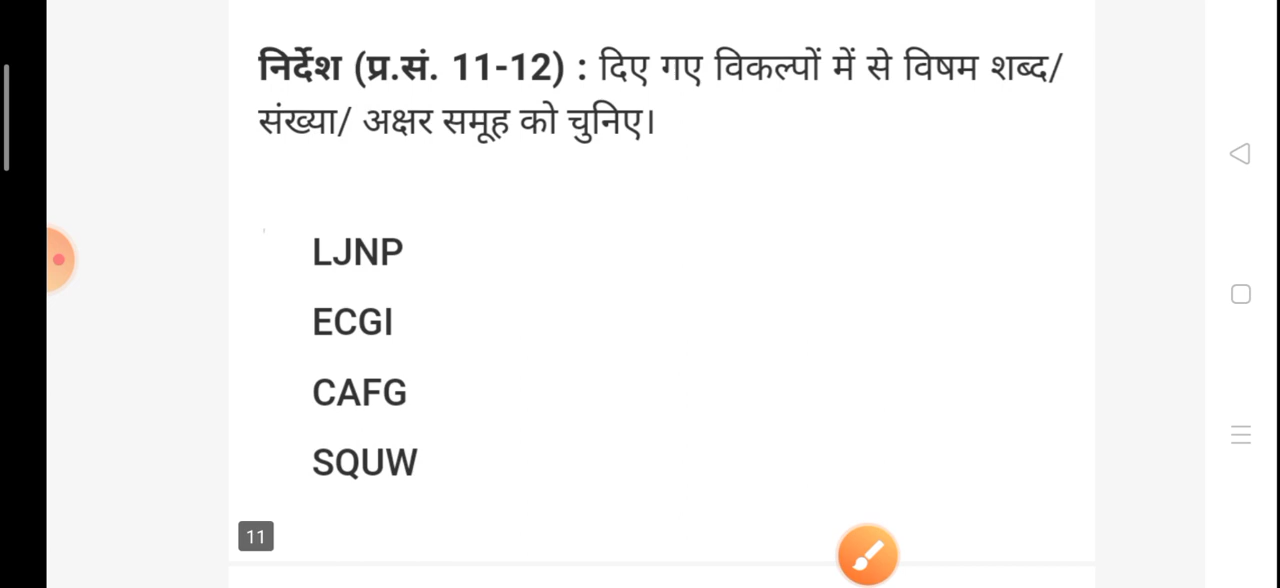 निर्देश (प्र.सं. 11-12) : दिए गए विकल्पों में से विषम शब्द/
संख्या/ अक्षर समूह को चुनिए।
LJNP
ECGI
CAFG
SQUW
11